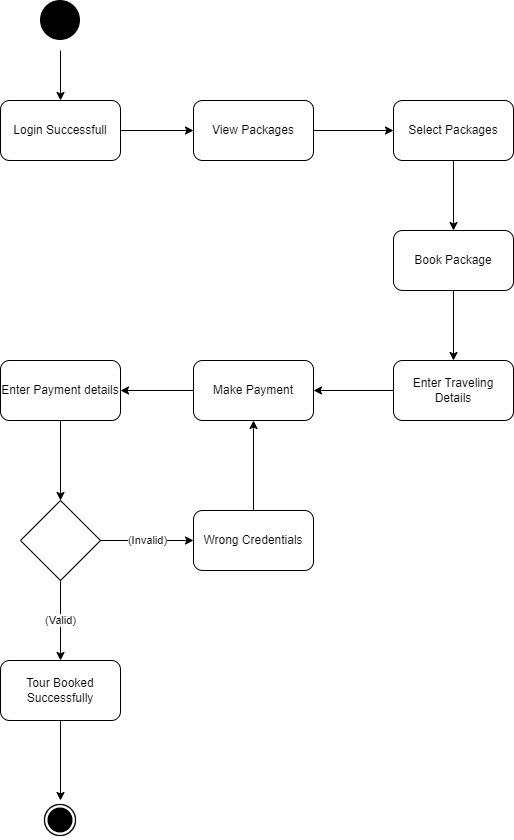 Login Successfull
View Packages
Select Packages
Book Package
Enter Payment details
Make Payment
Enter Traveling
Details
(Invalid)
Wrong Credentials
(Valid)
Tour Booked
Successfully